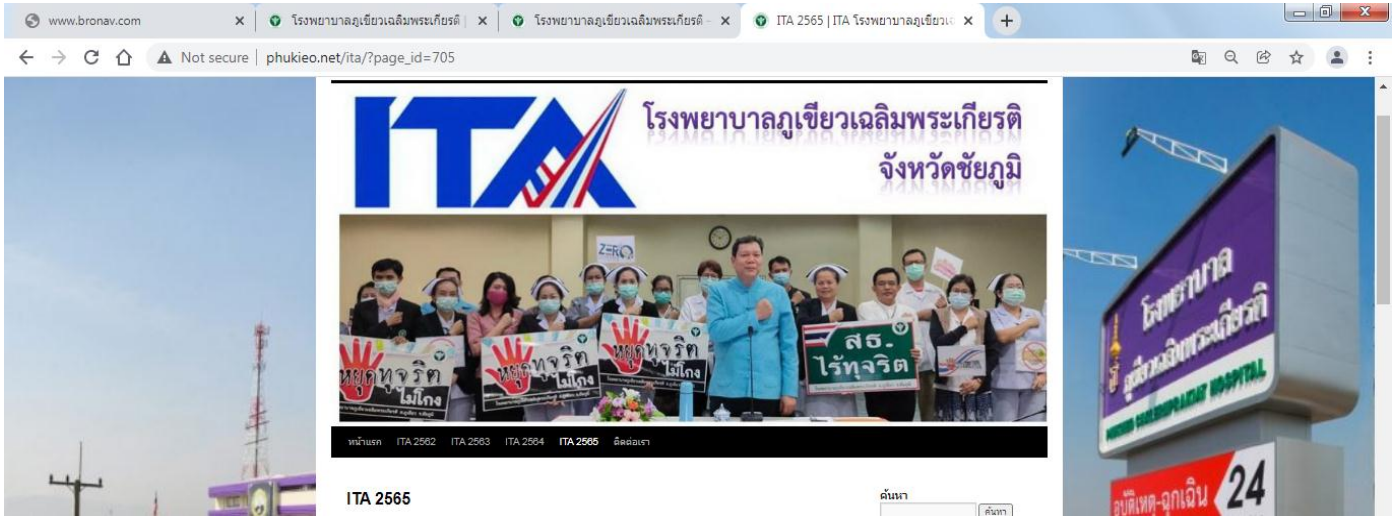 www.bronav.com
โรงพยาบาลภูเขียวเฉลิมพระเกียรติ |
โรงพยาบาลภูเขียวเฉลิมพระเกียรติ –
ITA 2565 | ITA โรงพยาบาลภูเขียวเ
Not secure | phukieo.net/ita/?page_id=705
ITA
โรงพยาบาลภูเขียวเฉลิมพระเกียรติ
จังหวัดชัยภูมิ
ZERO
หยุดทุจริต
ไม่โกง
หยุดทุจริต
ไม่โกง
หยุดทุจริต
ไม่โกง
สธ.
ไร้ทุจริต
โรงพยาบาล
ภูเขียวเฉลิมพระเกียรติ
PHUKHIEO CHALERMPRAKIAT HOSPITAL
อุบัติเหตุ-ฉุกเฉิน 24
หน้าแรก ITA 2562 ITA 2563 ITA 2564 ITA 2565 ติดต่อเรา
ITA 2565
ค้นหา
ค้นหา